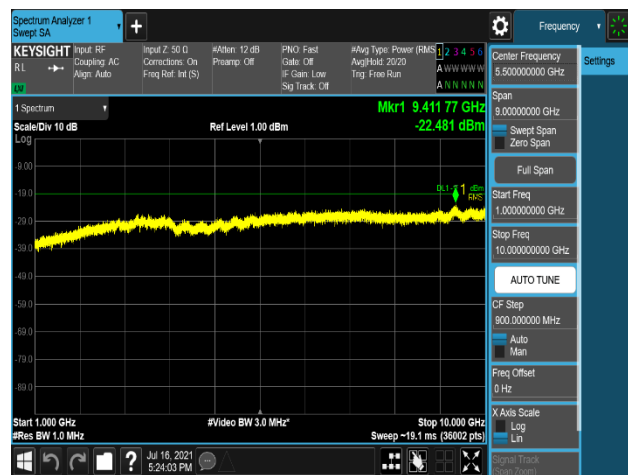 Spectrum Analyzer 1
Swept SA
Frequency
KEYSIGHT
Input: RF
Coupling: AC
Align: Auto
Input Z: 50 Ω
Corrections: On
Freq Ref: Int (S)
#Atten: 12 dB
Preamp: Off
PNO: Fast
Gate: Off
IF Gain: Low
Sig Track: Off
#Avg Type: Power (RMS
Avg|Hold: 20/20
Trig: Free Run
1 2 3 4 5 6
A W W W W W
A N N N N N
R L
LXI
1 Spectrum
Scale/Div 10 dB
Log
Ref Level 1.00 dBm
Mkr1 9.411 77 GHz
-22.481 dBm
-9.00
-19.0
-29.0
-39.0
-49.0
-59.0
-69.0
-79.0
-89.0
1
dBm
RMS
Start 1.000 GHz
#Res BW 1.0 MHz
#Video BW 3.0 MHz*
Stop 10.000 GHz
Sweep ~19.1 ms (36002 pts)
Jul 16, 2021
5:24:03 PM
Center Frequency
5.500000000 GHz
Span
9.00000000 GHz
Swept Span
Zero Span
Full Span
Start Freq
1.000000000 GHz
Stop Freq
10.000000000 GHz
AUTO TUNE
CF Step
900.000000 MHz
Auto
Man
Freq Offset
0 Hz
X Axis Scale
Log
Lin
Signal Track
(Span Zoom)
Settings